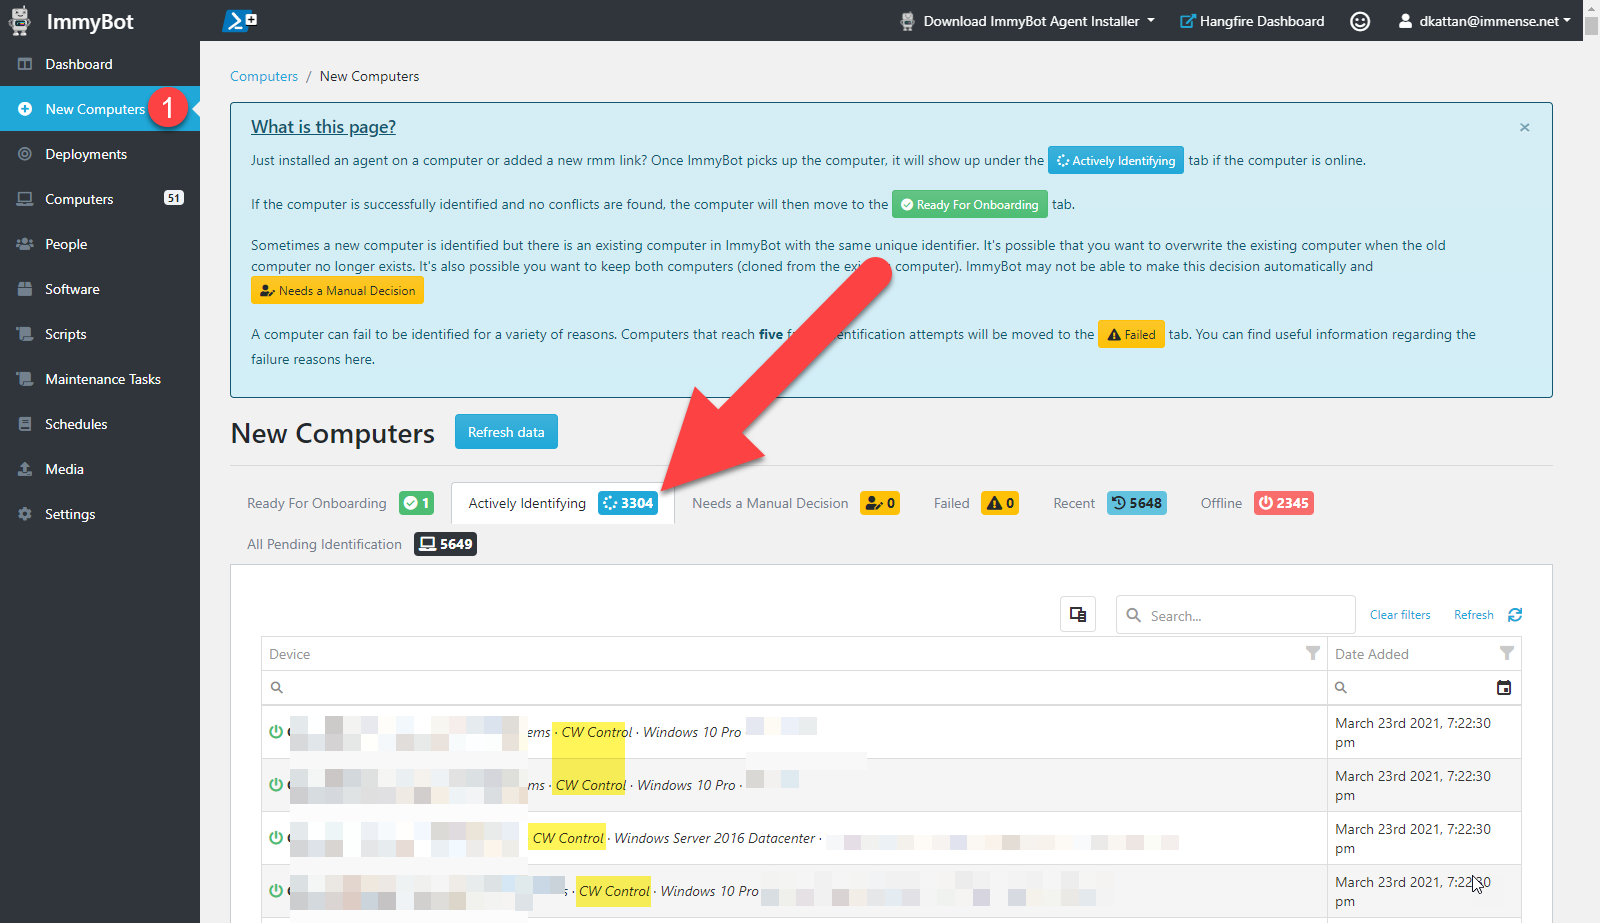 ImmyBot
Download ImmyBot Agent Installer
Hangfire Dashboard
dkattan@immense.net
Dashboard
New Computers
1
Deployments
Computers 51
People
Software
Scripts
Maintenance Tasks
Schedules
Media
Settings
Computers / New Computers
What is this page?
×
Just installed an agent on a computer or added a new rmm link? Once ImmyBot picks up the computer, it will show up under the Actively Identifying tab if the computer is online.
If the computer is successfully identified and no conflicts are found, the computer will then move to the Ready For Onboarding tab.
Sometimes a new computer is identified but there is an existing computer in ImmyBot with the same unique identifier. It's possible that you want to overwrite the existing computer when the old
computer no longer exists. It's also possible you want to keep both computers (cloned from the computer). ImmyBot may not be able to make this decision automatically and
Needs a Manual Decision
A computer can fail to be identified for a variety of reasons. Computers that reach five identification attempts will be moved to the Failed tab. You can find useful information regarding the
failure reasons here.
New Computers
Refresh data
Ready For Onboarding 1
Actively Identifying 3304
Needs a Manual Decision 0
Failed 0
Recent 5648
Offline 2345
All Pending Identification 5649
Search...
Clear filters
Refresh
Device
Date Added
ems · CW Control · Windows 10 Pro
March 23rd 2021, 7:22:30
pm
ms · CW Control · Windows 10 Pro ·
March 23rd 2021, 7:22:30
pm
CW Control · Windows Server 2016 Datacenter ·
March 23rd 2021, 7:22:30
pm
s · CW Control · Windows 10 Pro
March 23rd 2021, 7:22:30
pm